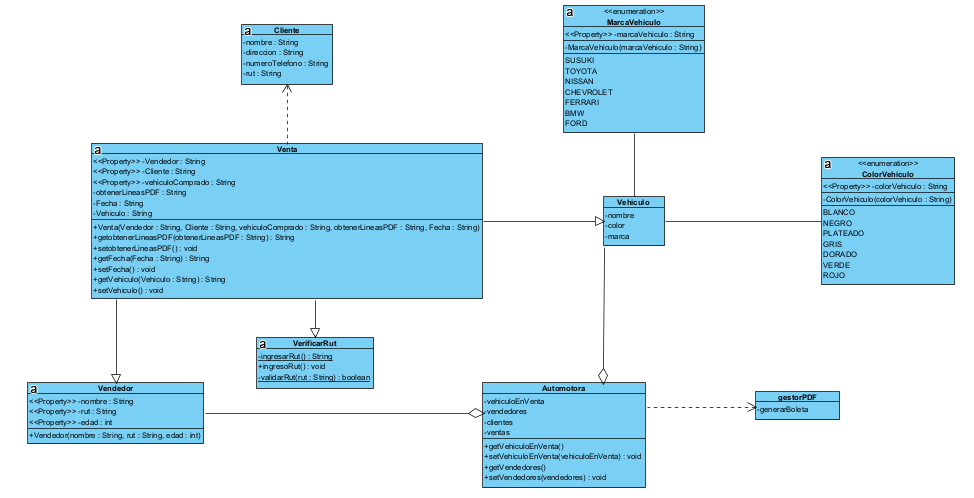 a
Cliente
-nombre : String
-direccion : String
-numeroTelefono : String
-rut : String
a
<<enumeration>>
MarcaVehiculo
<<Property>> -marcaVehiculo : String
-MarcaVehiculo(marcaVehiculo : String)
SUSUKI
TOYOTA
NISSAN
CHEVROLET
FERRARI
BMW
FORD
a
Venta
<<Property>> -Vendedor : String
<<Property>> -Cliente : String
<<Property>> -vehiculoComprado : String
-obtenerLineasPDF : String
-Fecha : String
-Vehiculo : String
+Venta(Vendedor : String, Cliente : String, vehiculoComprado : String, obtenerLineasPDF : String, Fecha : String)
+getobtenerLineasPDF(obtenerLineasPDF : String) : String
+setobtenerLineasPDF() : void
+getFecha(Fecha : String) : String
+setFecha() : void
+getVehiculo(Vehiculo : String) : String
+setVehiculo() : void
a
<<enumeration>>
ColorVehiculo
<<Property>> -colorVehiculo : String
-ColorVehiculo(colorVehiculo : String)
BLANCO
NEGRO
PLATEADO
GRIS
DORADO
VERDE
ROJO
Vehiculo
-nombre
-color
-marca
a
VerificarRut
-ingresarRut() : String
+ingresoRut() : void
-validarRut(rut : String) : boolean
a
Vendedor
<<Property>> -nombre : String
<<Property>> -rut : String
<<Property>> -edad : int
+Vendedor(nombre : String, rut : String, edad : int)
Automotora
-vehiculoEnVenta
-vendedores
-clientes
-ventas
+getVehiculoEnVenta()
+setVehiculoEnVenta(vehiculoEnVenta) : void
+getVendedores()
+setVendedores(vendedores) : void
gestorPDF
-generarBoleta